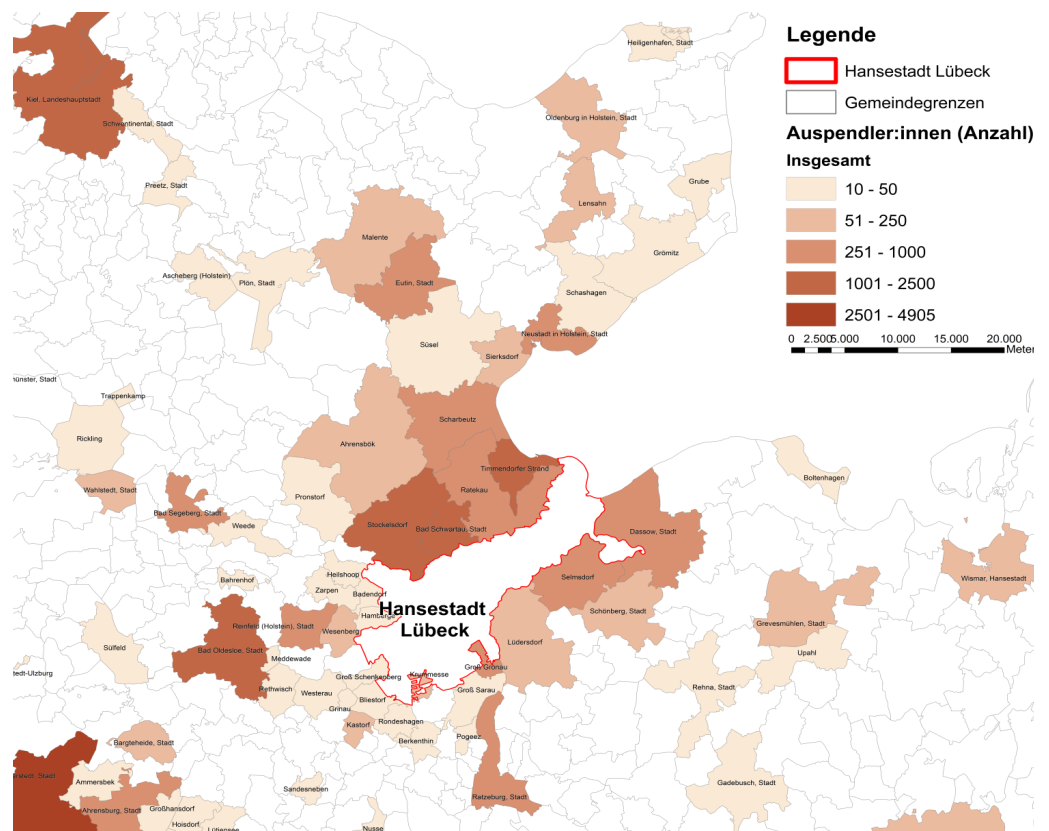 Legende
Hansestadt Lübeck
Gemeindegrenzen
Auspendler:innen (Anzahl)
Insgesamt
10 - 50
51 - 250
251 - 1000
1001 - 2500
2501 - 4905
0 2.500 5.000 10.000 15.000 20.000
Meter
Heiligenhafen, Stadt
Kiel, Landeshauptstadt
Schwentinental, Stadt
Oldenburg in Holstein, Stadt
Preetz, Stadt
Grube
Lensahn
Malente
Grömitz
Ascheberg (Holstein)
Plön, Stadt
Eutin, Stadt
Schashagen
Neustadt in Holstein, Stadt
Süsel
Sierksdorf
münster, Stadt
Trappenkamp
Scharbeutz
Rickling
Ahrensbök
Timmendorfer Strand
Boltenhagen
Wahlstedt, Stadt
Ratekau
Pronstorf
Bad Segeberg, Stadt
Weede
Stockelsdorf
Bad Schwartau, Stadt
Dassow, Stadt
Heilshoop
Bahrenhof
Zarpen
Badendorf
Selmsdorf
Wismar, Hansestadt
Hamberge
Hansestadt
Lübeck
Schönberg, Stadt
Reinfeld (Holstein), Stadt
Wesenberg
Grevesmühlen, Stadt
Sülfeld
Bad Oldesloe, Stadt
Lüdersdorf
Meddewade
Upahl
Groß Grönau
Krummesse
edt-Ulzburg
Groß Schenkenberg
Rethwisch
Westerau
Groß Sarau
Rehna, Stadt
Bliestorf
Grinau
Kastorf
Rondeshagen
Pogeez
Berkenthin
Bargteheide, Stadt
erstedt, Stadt
Ammersbek
Gadebusch, Stadt
Sandesneben
Ratzeburg, Stadt
Ahrensburg, Stadt
Großhansdorf
Hoisdorf
Lütjensee
Nusse